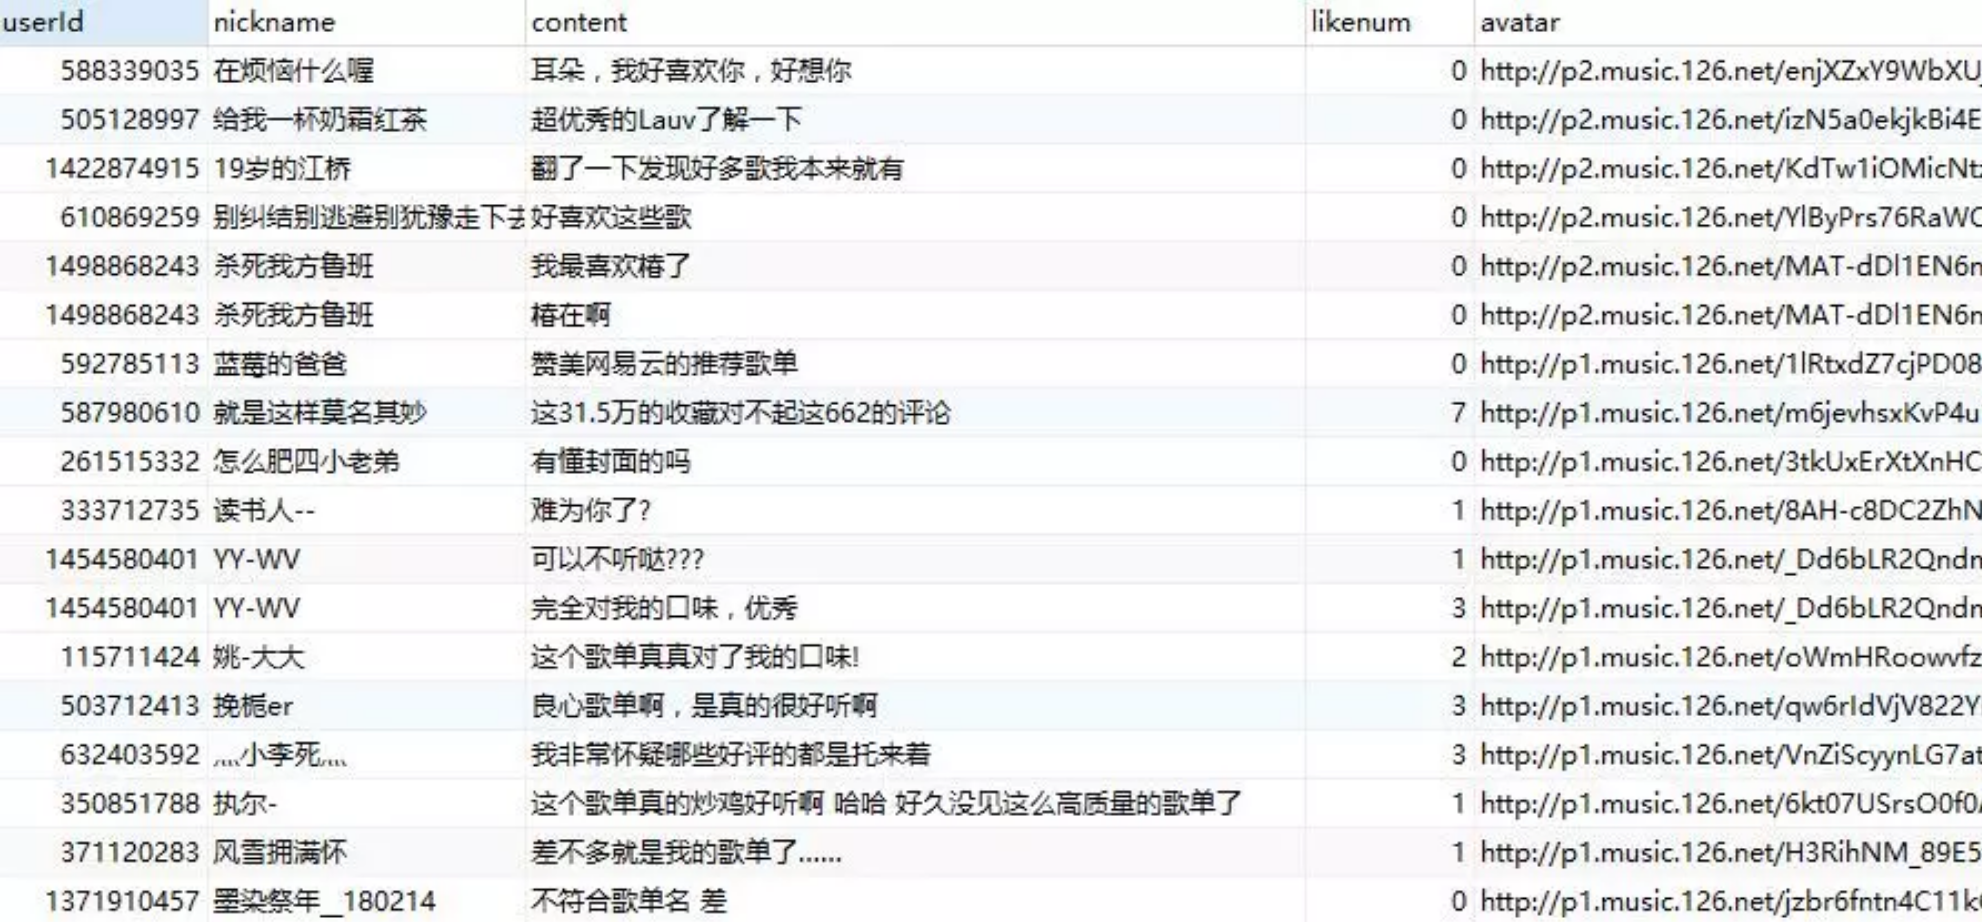 userId nickname content likenum avatar
588339035 在烦恼什么喔 耳朵，我好喜欢你，好想你 0 http://p2.music.126.net/enjXZxY9WbXU
505128997 给我一杯奶霜红茶 超优秀的Lauv了解一下 0 http://p2.music.126.net/izN5a0ekjkBi4E
1422874915 19岁的江桥 翻了一下发现好多歌我本来就有 0 http://p2.music.126.net/KdTw1iOMicNt
610869259 别纠结别逃避别犹豫走下去 好喜欢这些歌 0 http://p2.music.126.net/YlByPrs76RaW
1498868243 杀死我方鲁班 我最喜欢椿了 0 http://p2.music.126.net/MAT-dDl1EN6
1498868243 杀死我方鲁班 椿在啊 0 http://p2.music.126.net/MAT-dDl1EN6
592785113 蓝莓的爸爸 赞美网易云的推荐歌单 0 http://p1.music.126.net/1lRtxdZ7cjPD08
587980610 就是这样莫名其妙 这31.5万的收藏对不起这662的评论 7 http://p1.music.126.net/m6jevhsxKvP4u
261515332 怎么肥四小老弟 有懂封面的吗 0 http://p1.music.126.net/3tkUxErXtXnHC
333712735 读书人-- 难为你了? 1 http://p1.music.126.net/8AH-c8DC2ZhN
1454580401 YY-WV 可以不听哒??? 1 http://p1.music.126.net/_Dd6bLR2Qndn
1454580401 YY-WV 完全对我的口味，优秀 3 http://p1.music.126.net/_Dd6bLR2Qndn
115711424 姚-大大 这个歌单真真对了我的口味! 2 http://p1.music.126.net/oWmHRoowvfz
503712413 挽栀er 良心歌单啊，是真的很好听啊 3 http://p1.music.126.net/qw6rIdVjV822Y
632403592 灬小李死灬 我非常怀疑哪些好评的都是托来着 3 http://p1.music.126.net/VnZiScyynLG7at
350851788 执尔- 这个歌单真的炒鸡好听啊 哈哈 好久没见这么高质量的歌单了 1 http://p1.music.126.net/6kt07USrsO0f0
371120283 风雪拥满怀 差不多就是我的歌单了...... 1 http://p1.music.126.net/H3RihNM_89E5
1371910457 墨染祭年__180214 不符合歌单名 差 0 http://p1.music.126.net/jzbr6fntn4C11k